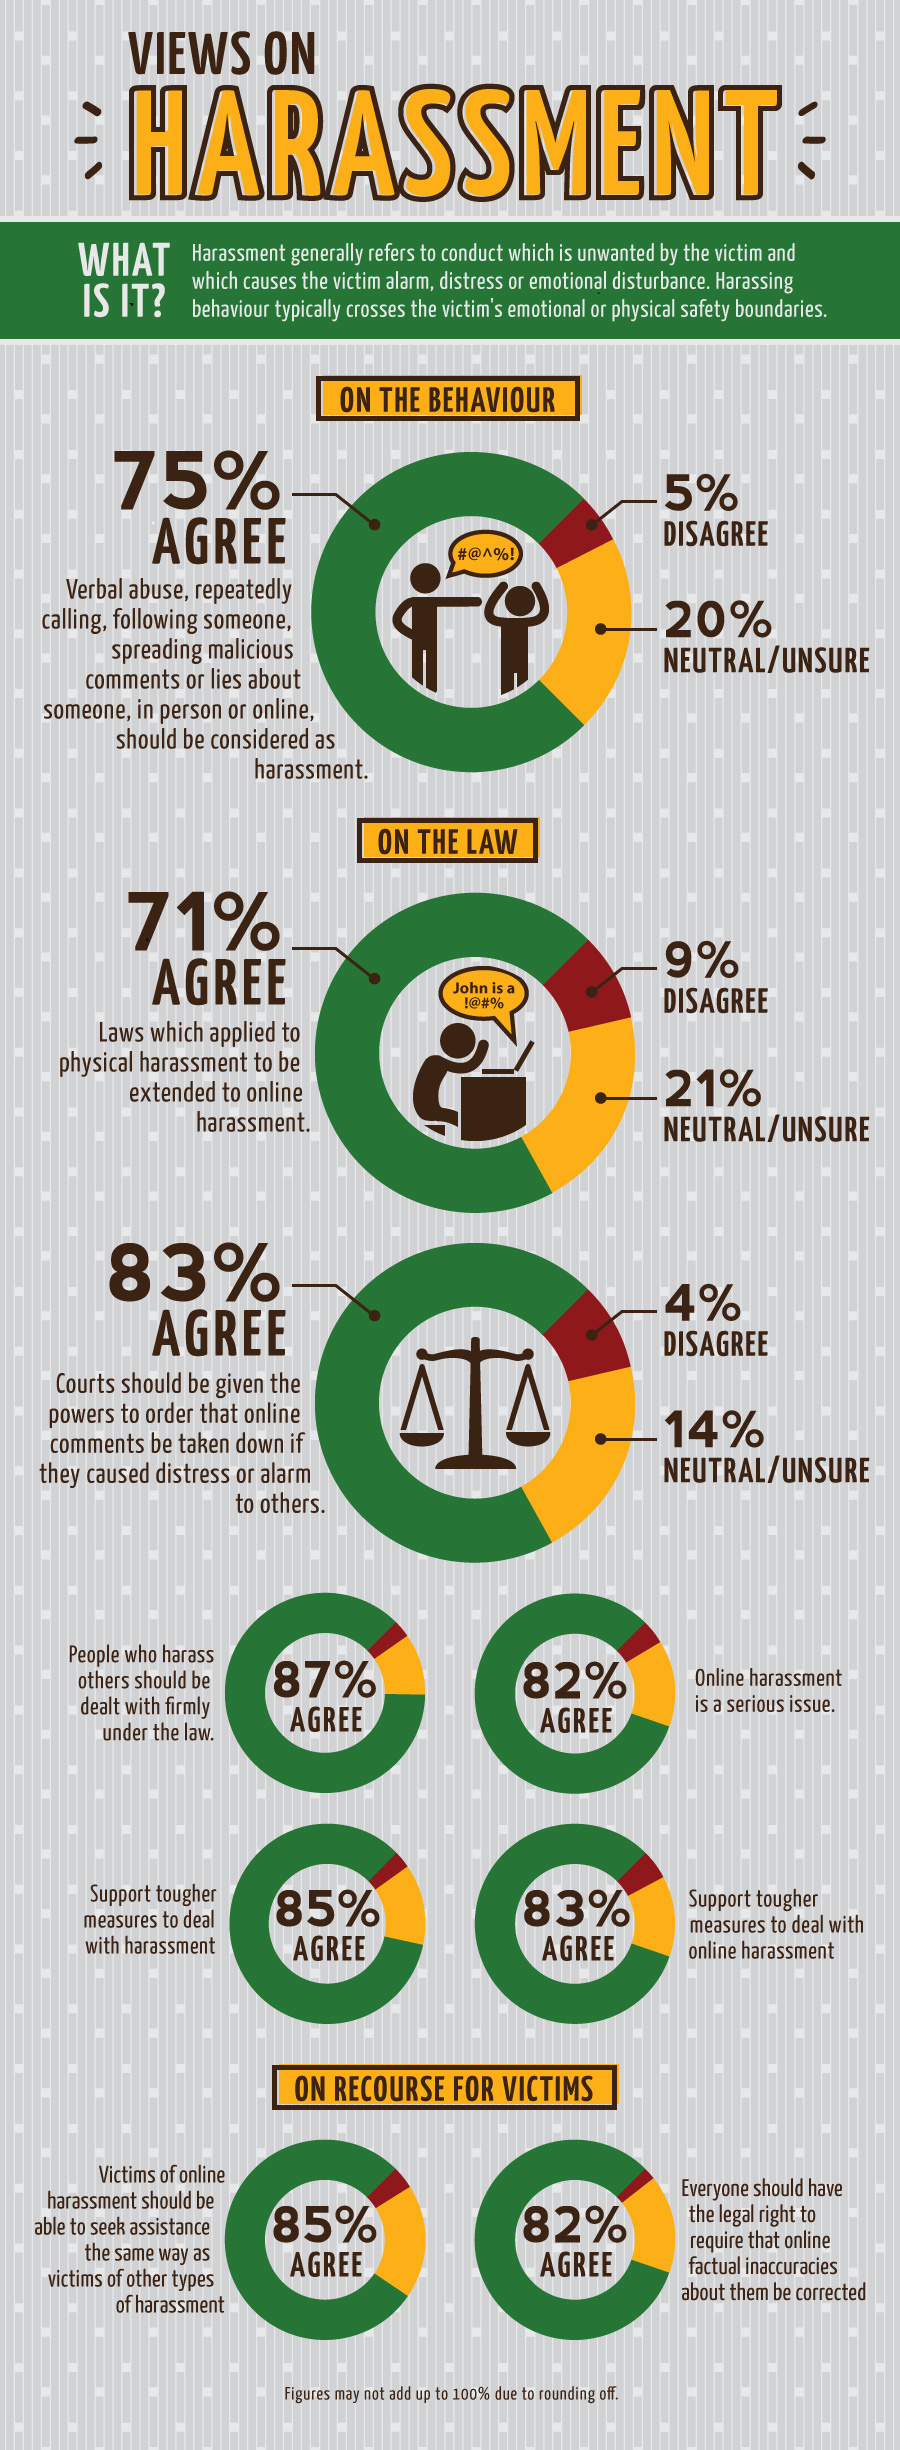 VIEWS ON
HARASSMENT
WHAT
IS IT?
Harassment generally refers to conduct which is unwanted by the victim and
which causes the victim alarm, distress or emotional disturbance. Harassing
behaviour typically crosses the victim's emotional or physical safety boundaries.
ON THE BEHAVIOUR
75%
AGREE
Verbal abuse, repeatedly
calling, following someone,
spreading malicious
comments or lies about
someone, in person or online,
should be considered as
harassment.
#@^%!
5%
DISAGREE
20%
NEUTRAL/UNSURE
ON THE LAW
71%
AGREE
Laws which applied to
physical harassment to be
extended to online
harassment.
John is a
!@#%
9%
DISAGREE
21%
NEUTRAL/UNSURE
83%
AGREE
Courts should be given the
powers to order that online
comments be taken down if
they caused distress or alarm
to others.
4%
DISAGREE
14%
NEUTRAL/UNSURE
People who harass
others should be
dealt with firmly
under the law.
87%
AGREE
82%
AGREE
Online harassment
is a serious issue.
Support tougher
measures to deal
with harassment
85%
AGREE
83%
AGREE
Support tougher
measures to deal with
online harassment
ON RECOURSE FOR VICTIMS
Victims of online
harassment should be
able to seek assistance
the same way as
victims of other types
of harassment
85%
AGREE
82%
AGREE
Everyone should have
the legal right to
require that online
factual inaccuracies
about them be corrected
Figures may not add up to 100% due to rounding off.